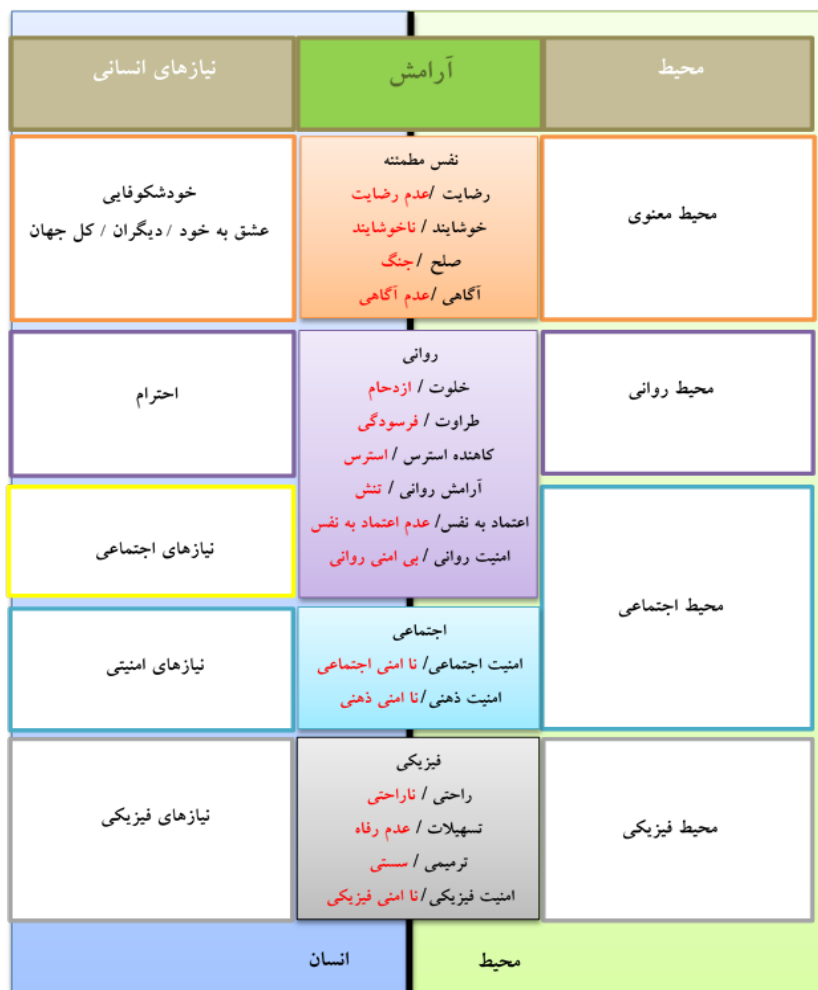 محیط
آرامش
نیازهای انسانی
محیط معنوی
نفس مطمئنه
رضایت /عدم رضایت
خوشایند / ناخوشایند
صلح /جنگ
آگاهی /عدم آگاهی
خودشکوفایی
عشق به خود / دیگران / کل جهان
محیط روانی
روانی
خلوت / ازدحام
طراوت / فرسودگی
کاهنده استرس / استرس
آرامش روانی / تنش
اعتماد به نفس/ عدم اعتماد به نفس
امنیت روانی / بی امنی روانی
احترام
نیازهای اجتماعی
محیط اجتماعی
اجتماعی
امنیت اجتماعی/ نا امنی اجتماعی
امنیت ذهنی/نا امنی ذهنی
نیازهای امنیتی
محیط فیزیکی
فیزیکی
راحتی / ناراحتی
تسهیلات / عدم رفاه
ترمیمی / سستی
امنیت فیزیکی/نا امنی فیزیکی
نیازهای فیزیکی
محیط
انسان